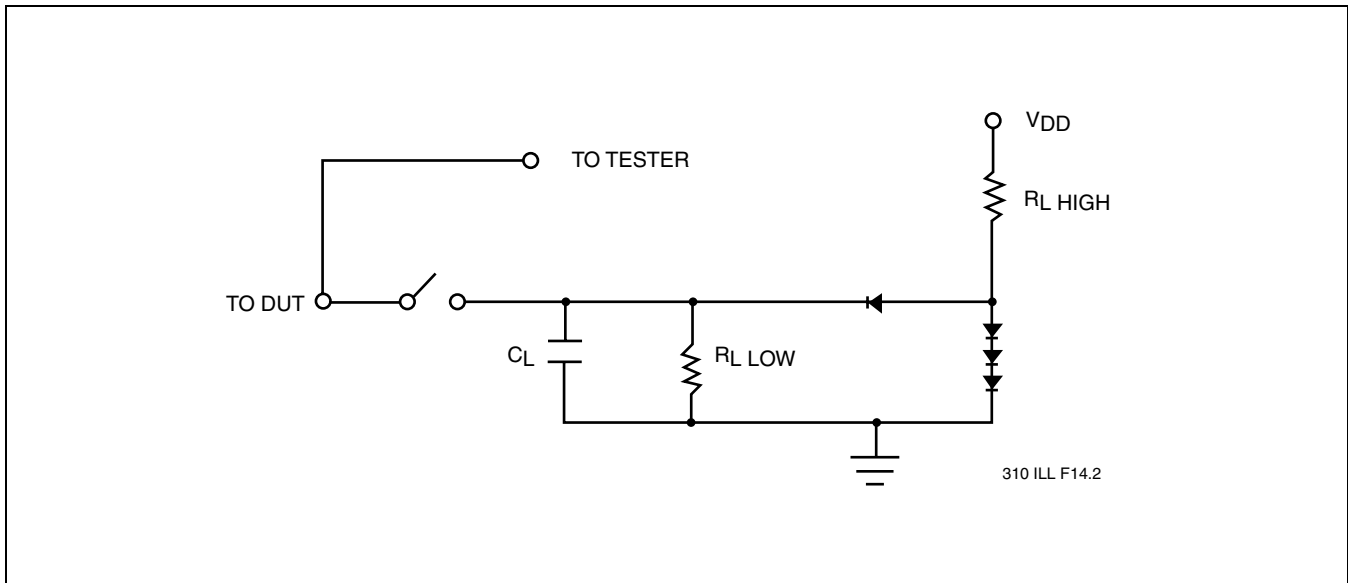 VDD
TO TESTER
RL HIGH
TO DUT
CL
RL LOW
310 ILL F14.2